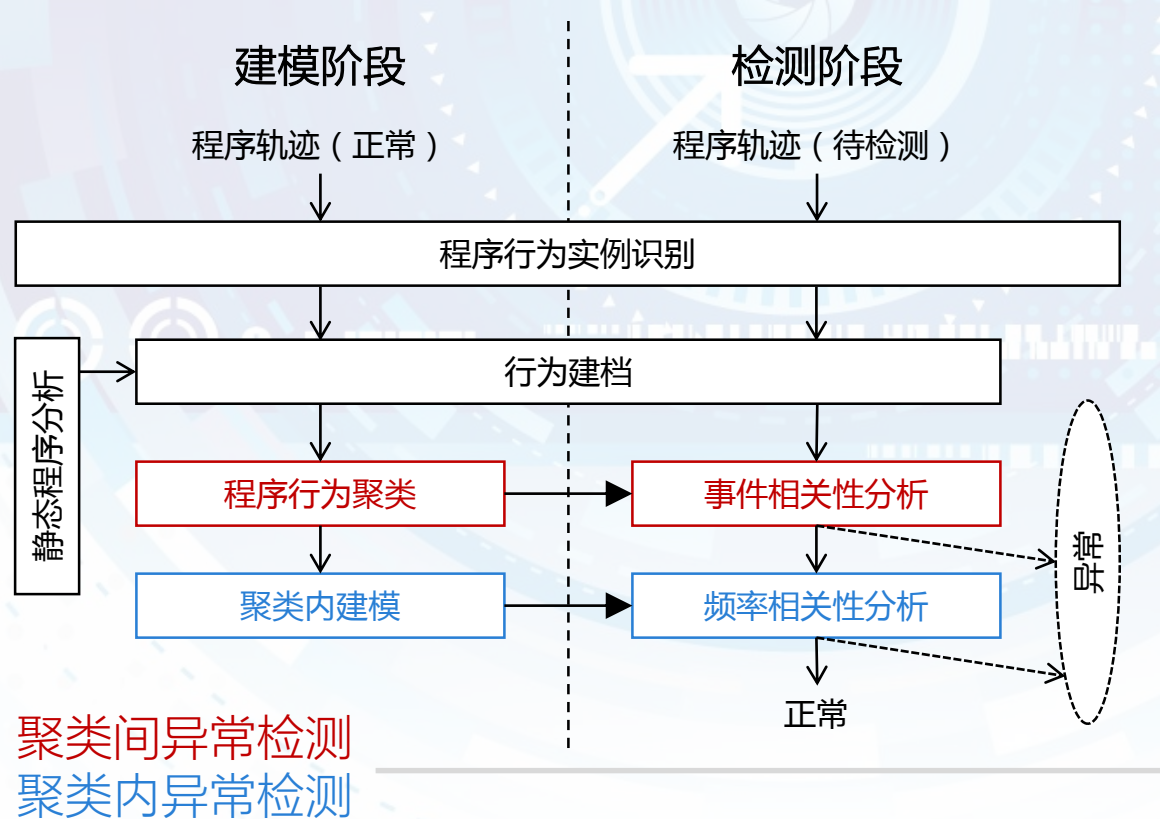 建模阶段
检测阶段
程序轨迹（正常）
程序轨迹（待检测）
程序行为实例识别
静态程序分析
行为建档
程序行为聚类
事件相关性分析
聚类内建模
频率相关性分析
异常
正常
聚类间异常检测
聚类内异常检测